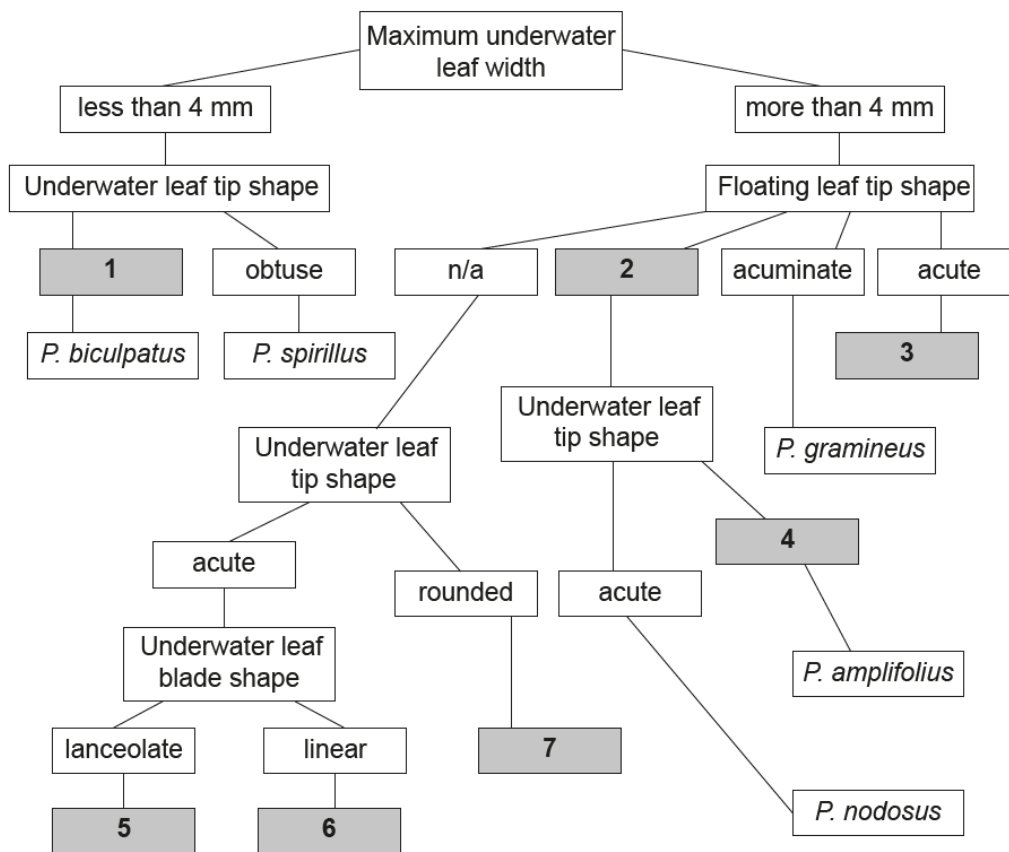 Maximum underwater
leaf width
less than 4 mm
more than 4 mm
Underwater leaf tip shape
Floating leaf tip shape
1
obtuse
n/a
2
acuminate
acute
P. biculpatus
P. spirillus
3
Underwater leaf
tip shape
Underwater leaf
tip shape
P. gramineus
acute
rounded
acute
4
Underwater leaf
blade shape
P. amplifolius
lanceolate
linear
7
5
6
P. nodosus